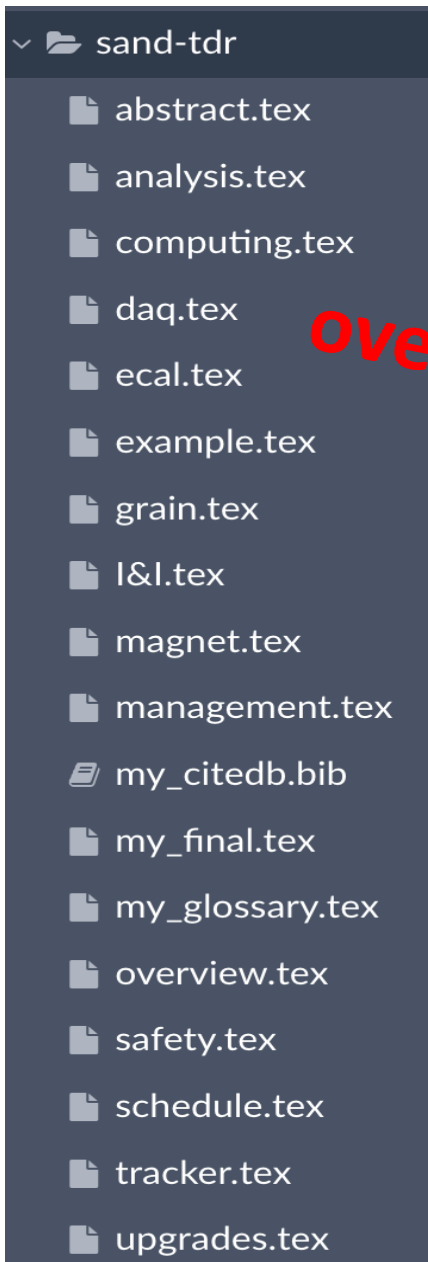 sand-tdr
abstract.tex
analysis.tex
computing.tex
daq.tex
ove
ecal.tex
example.tex
grain.tex
I&I.tex
magnet.tex
management.tex
my_citedb.bib
my_final.tex
my_glossary.tex
overview.tex
safety.tex
schedule.tex
tracker.tex
upgrades.tex